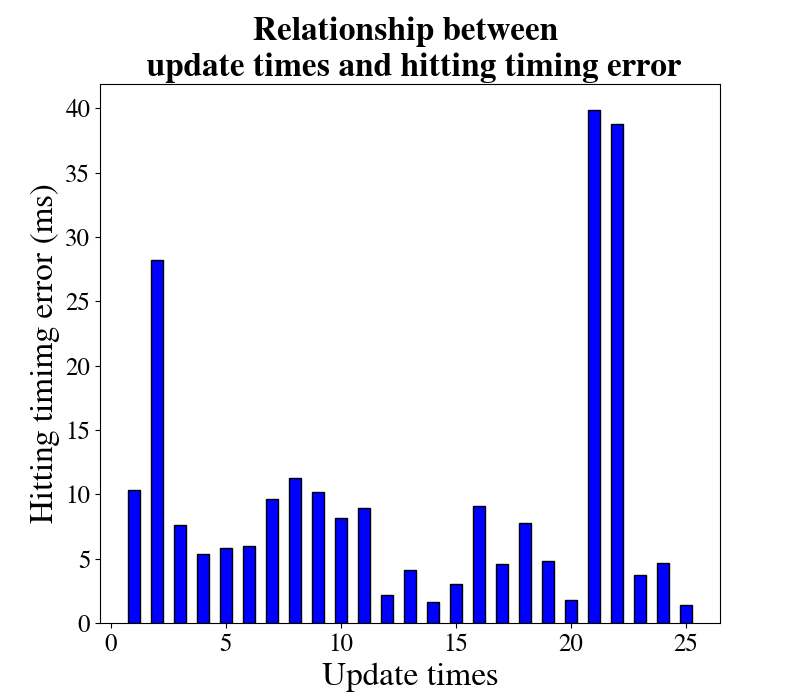 Relationship between
update times and hitting timing error
Hitting timimg error (ms)
40
35
30
25
20
15
10
5
0
0 5 10 15 20 25
Update times